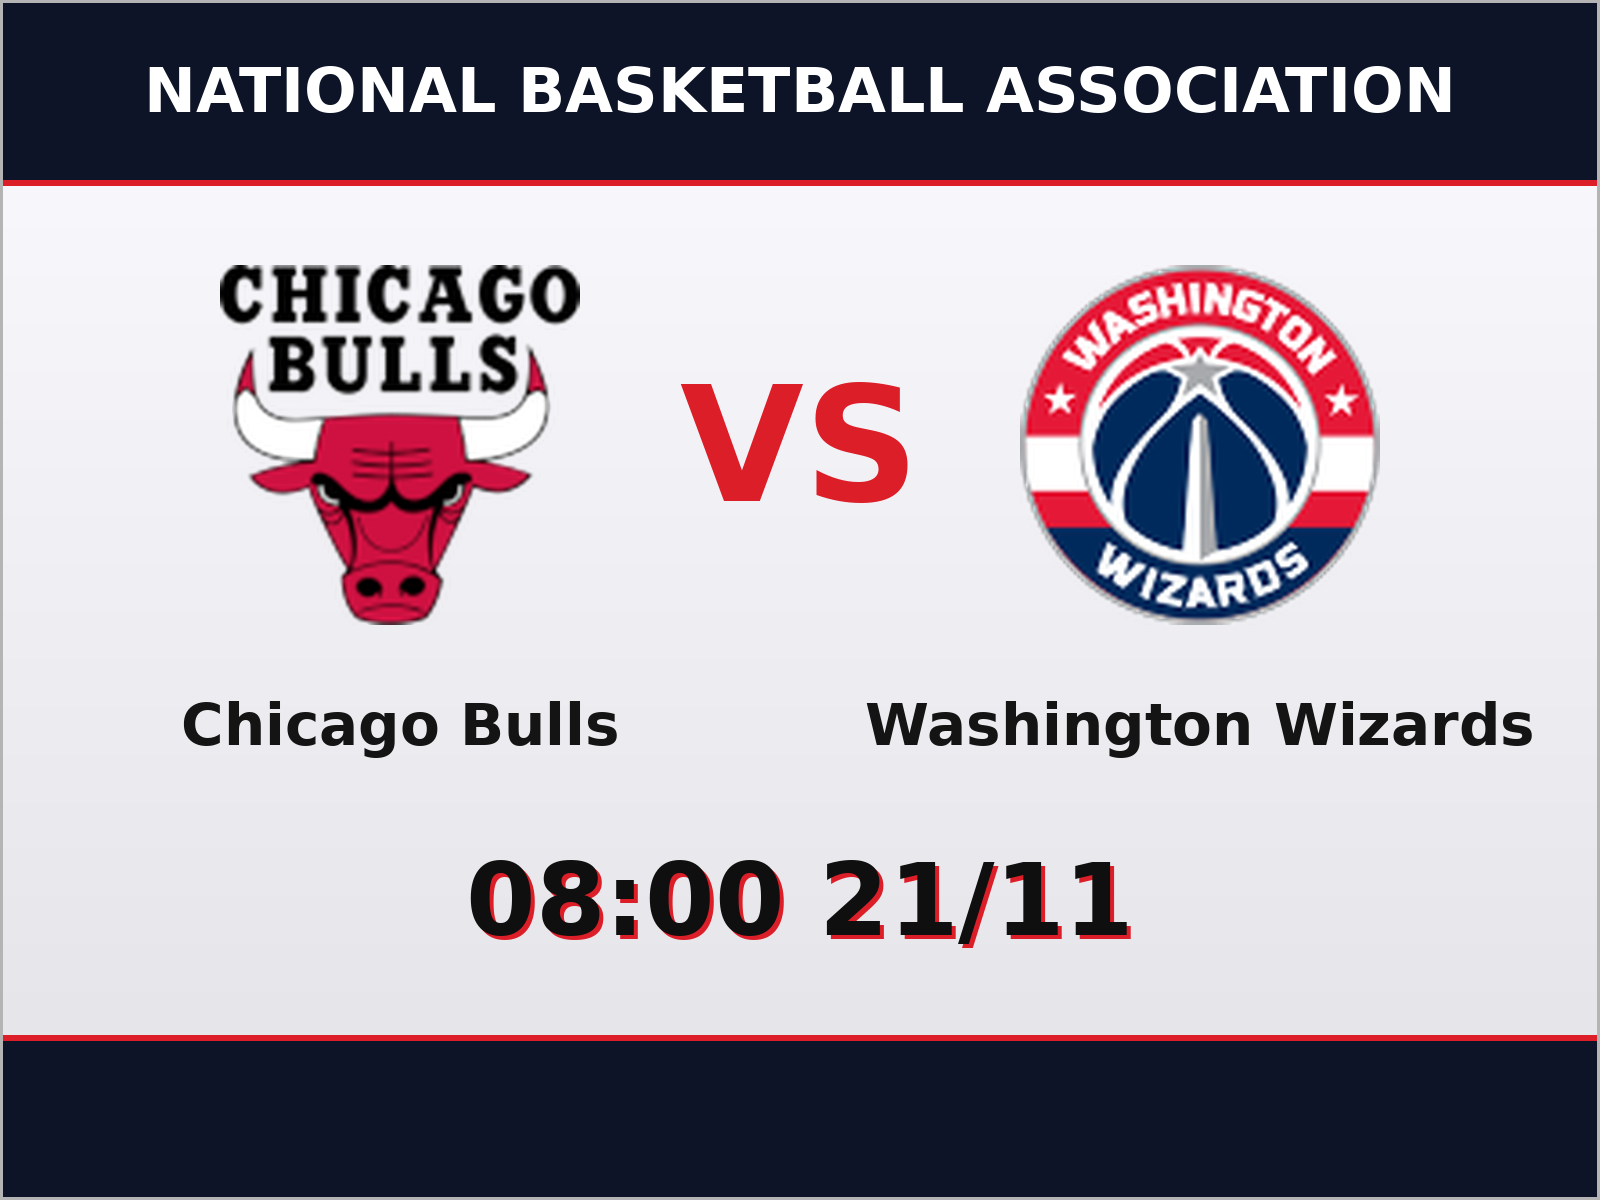 NATIONAL BASKETBALL ASSOCIATION
CHICAGO
BULLS
WASHINGTON
WIZARDS
VS
Chicago Bulls
Washington Wizards
08:00 21/11